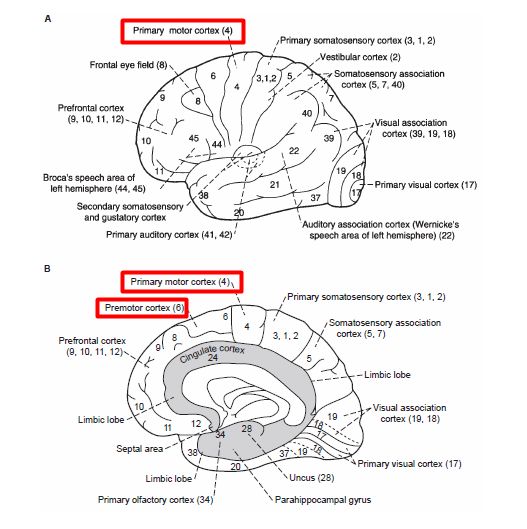 A
Primary motor cortex (4)
Primary somatosensory cortex (3, 1, 2)
Vestibular cortex (2)
Frontal eye field (8)
Somatosensory association
cortex (5, 7, 40)
6
4
3,1,2
5
7
9
8
Prefrontal cortex
(9, 10, 11, 12)
40
Visual association
cortex (39, 19, 18)
10
45
44
39
22
11
19
18
17
Primary visual cortex (17)
Broca's speech area of
left hemisphere (44, 45)
21
38
37
Secondary somatosensory
and gustatory cortex
20
Auditory association cortex (Wernicke's
speech area of left hemisphere) (22)
Primary auditory cortex (41, 42)
B
Primary motor cortex (4)
Primary somatosensory cortex (3, 1, 2)
Premotor cortex (6)
6
4
3, 1, 2
Somatosensory association
cortex (5, 7)
Prefrontal cortex
(9, 10, 11, 12)
8
9
Cingulate cortex
24
5
Limbic lobe
10
Limbic lobe
11
12
34
28
19
18
17
Visual association
cortex (19, 18)
Septal area
38
37
19
18
Primary visual cortex (17)
20
Limbic lobe
Uncus (28)
Primary olfactory cortex (34)
Parahippocampal gyrus